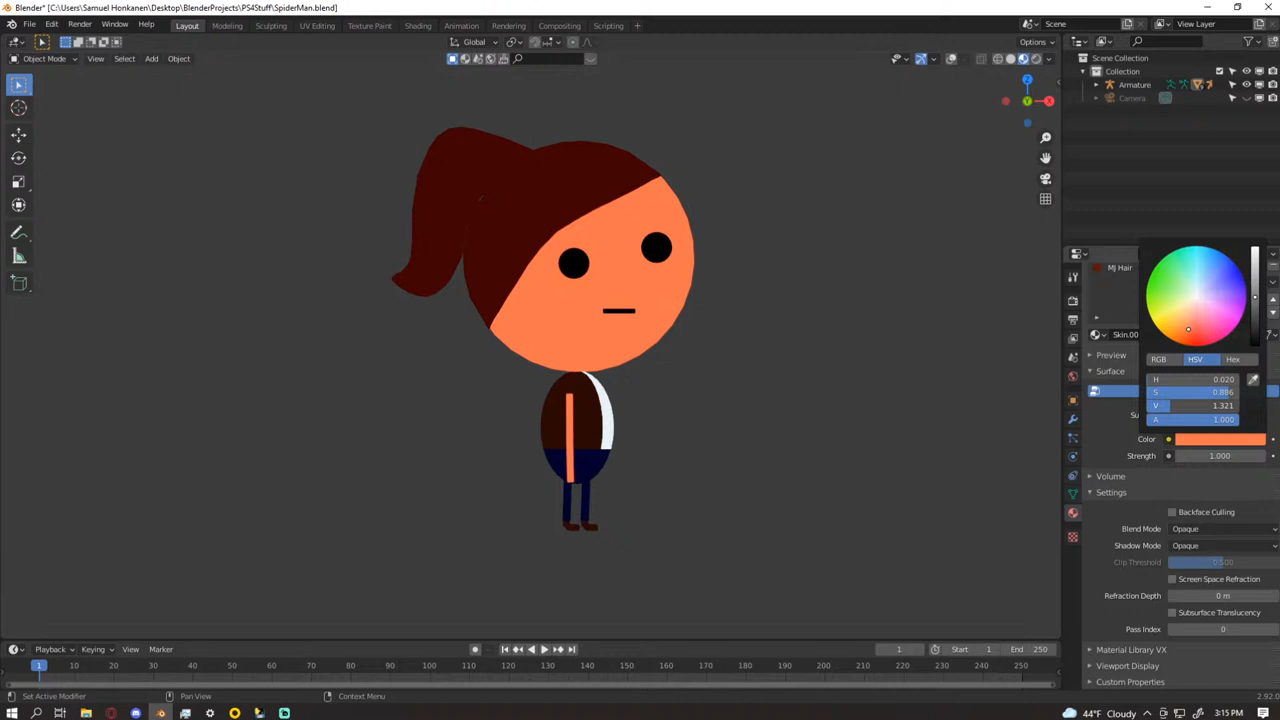 Blender* [C:\Users\Samuel Honkanen\Desktop\BlenderProjects\PS4Stuff\SpiderMan.blend]
File Edit Render Window Help Layout Modeling Sculpting UV Editing Texture Paint Shading Animation Rendering Compositing Scripting + Scene View Layer
Global Options
Object Mode View Select Add Object
Scene Collection
Collection
Armature
Camera
Z
Y X
MJ Hair
Skin.00
RGB HSV Hex
Preview
Surface
H 0.020
S 0.886
V 1.321
A 1.000
Su
Color
Strength 1.000
Volume
Settings
Backface Culling
Blend Mode Opaque
Shadow Mode Opaque
Clip Threshold 0.500
Screen Space Refraction
Refraction Depth 0 m
Subsurface Translucency
Pass Index 0
Material Library VX
Viewport Display
Custom Properties
Playback Keying View Marker 1 Start 1 End 250
1 10 20 30 40 50 60 70 80 90 100 110 120 130 140 150 160 170 180 190 200 210 220 230 240 250
Set Active Modifier Pan View Context Menu 2.92.0
44°F Cloudy 3:15 PM